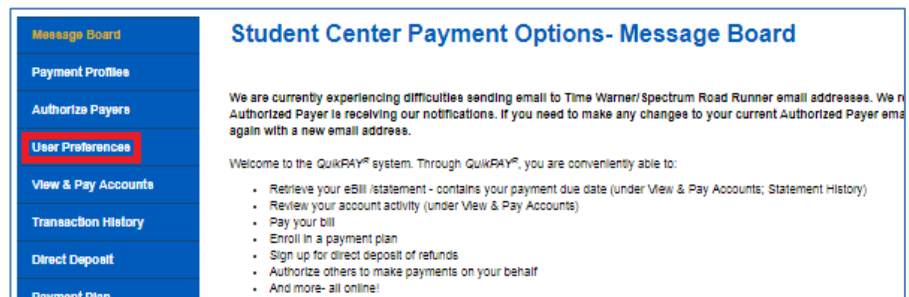 Message Board
Payment Profiles
Authorize Payers
User Preferences
View & Pay Accounts
Transaction History
Direct Deposit
Payment Plan
Student Center Payment Options- Message Board
We are currently experiencing difficulties sending email to Time Warner/Spectrum Road Runner email addresses. We
Authorized Payer is receiving our notifications. If you need to make any changes to your current Authorized Payer
again with a new email address.
Welcome to the QuikPAY® system. Through QuikPAY®, you are conveniently able to:
• Retrieve your eBill /statement - contains your payment due date (under View & Pay Accounts; Statement History)
• Review your account activity (under View & Pay Accounts)
• Pay your bill
• Enroll in a payment plan
• Sign up for direct deposit of refunds
• Authorize others to make payments on your behalf
• And more- all online!